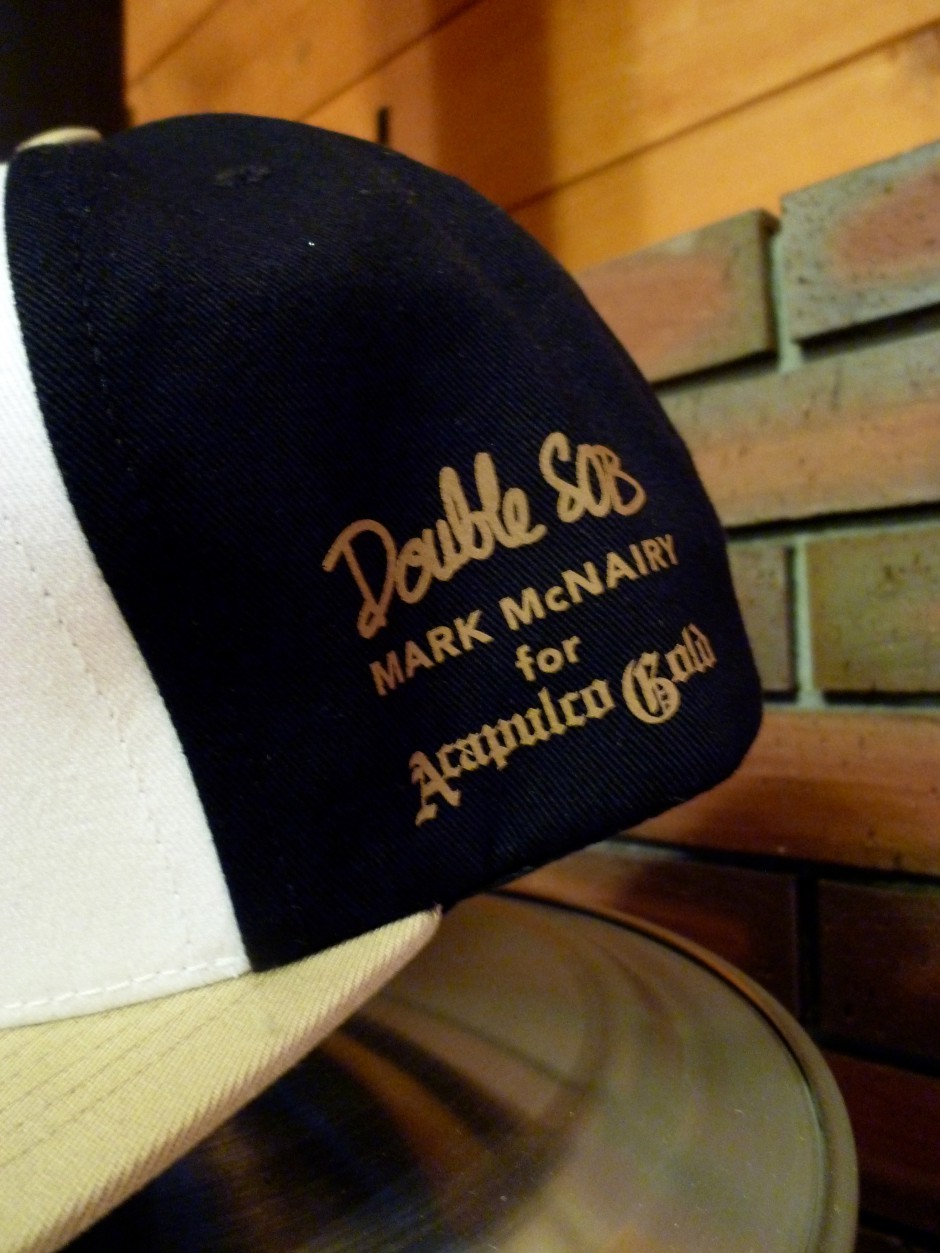 Double SOB
MARK McNAIRY
for
Acapulco Gold